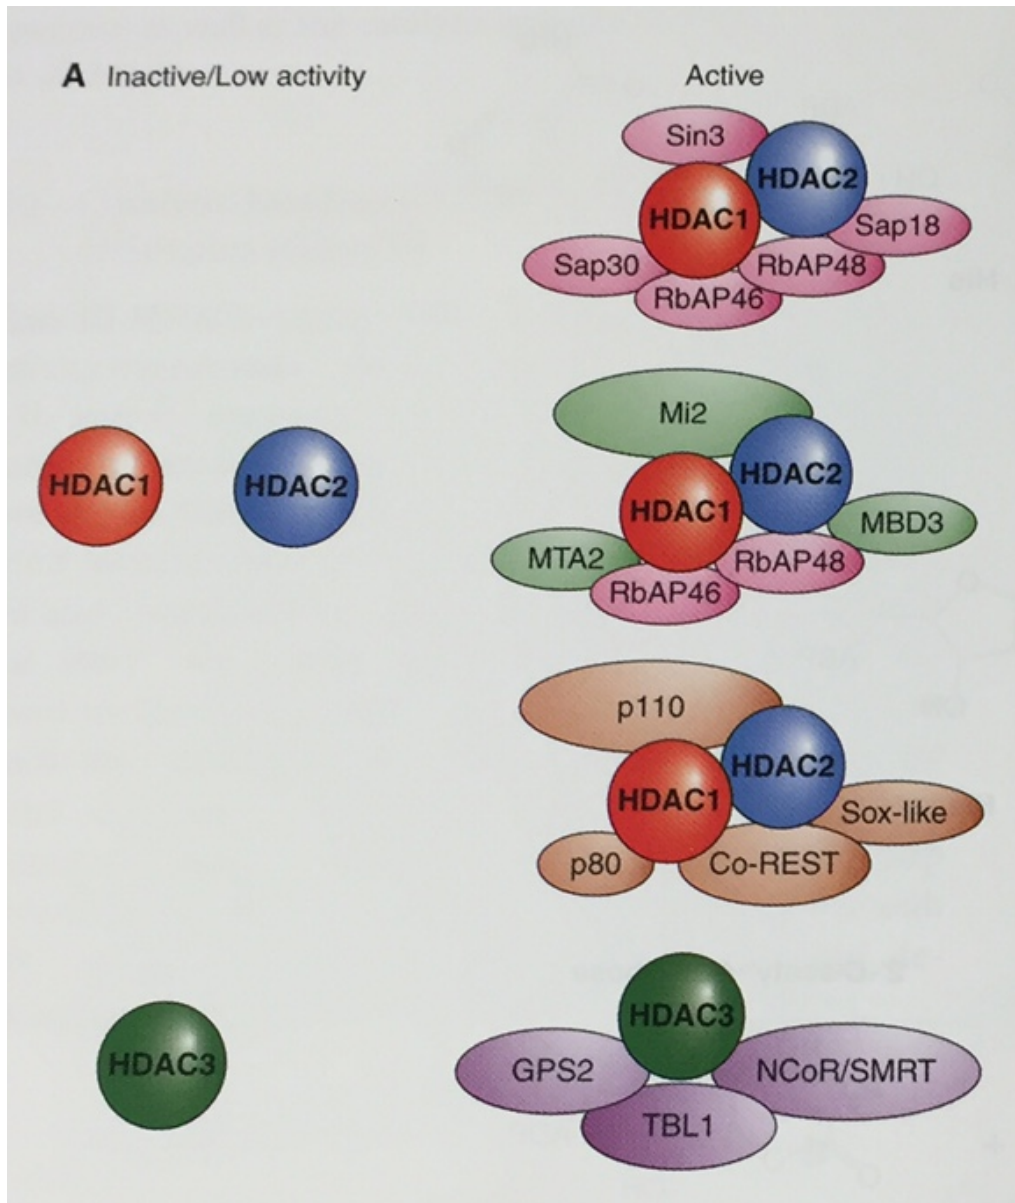 A Inactive/Low activity
Active
Sin3
HDAC2
HDAC1
Sap18
Sap30
RbAP48
RbAP46
Mi2
HDAC2
HDAC1
MBD3
MTA2
RbAP48
RbAP46
HDAC1
HDAC2
p110
HDAC2
HDAC1
Sox-like
p80
Co-REST
HDAC3
HDAC3
GPS2
NCoR/SMRT
TBL1